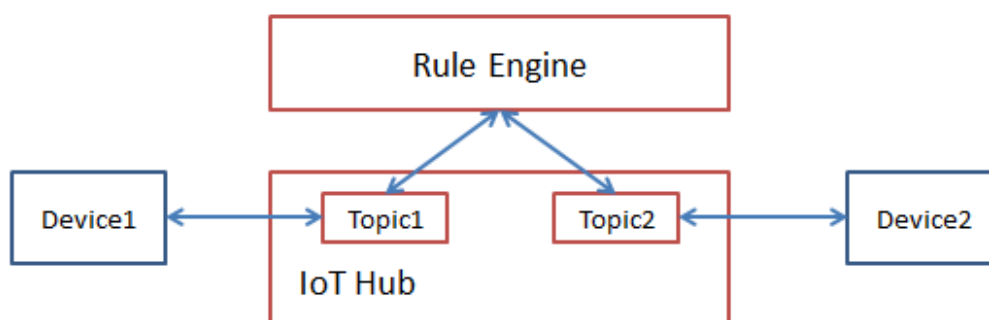 Rule Engine
Device1
Topic1
Topic2
Device2
IoT Hub